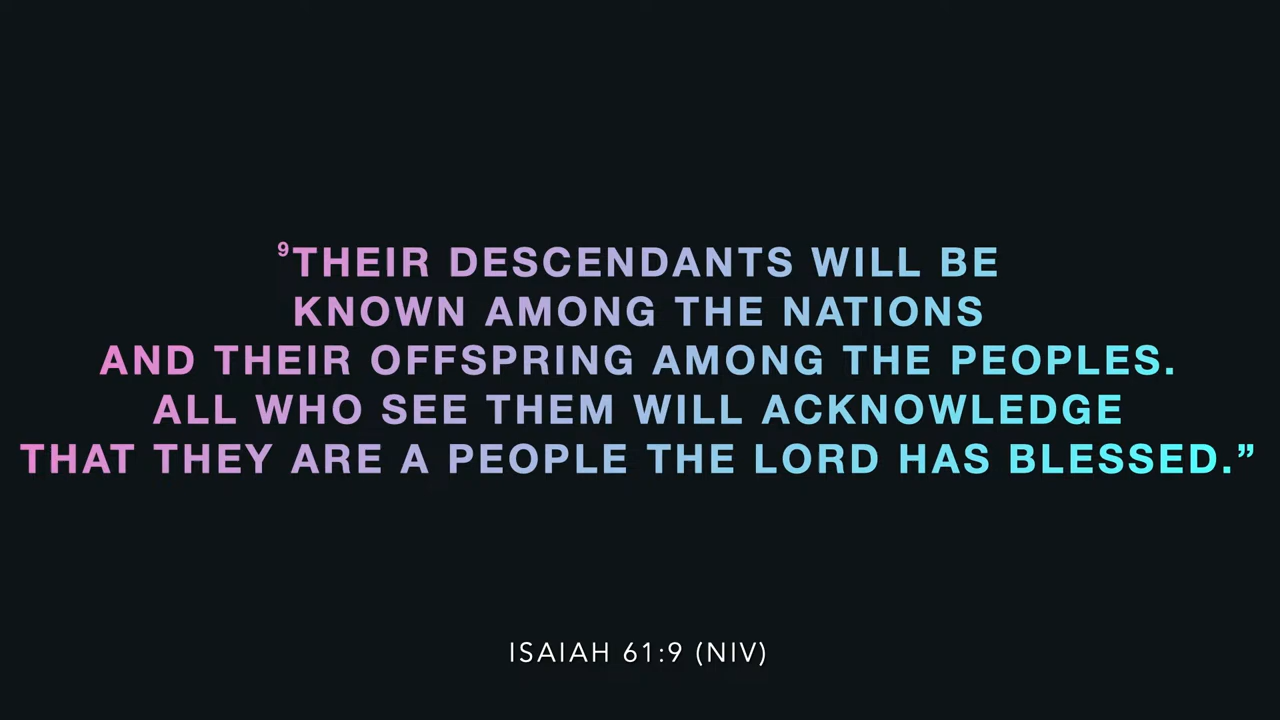 ⁹THEIR DESCENDANTS WILL BE
KNOWN AMONG THE NATIONS
AND THEIR OFFSPRING AMONG THE PEOPLES.
ALL WHO SEE THEM WILL ACKNOWLEDGE
THAT THEY ARE A PEOPLE THE LORD HAS BLESSED.”
ISAIAH 61:9 (NIV)